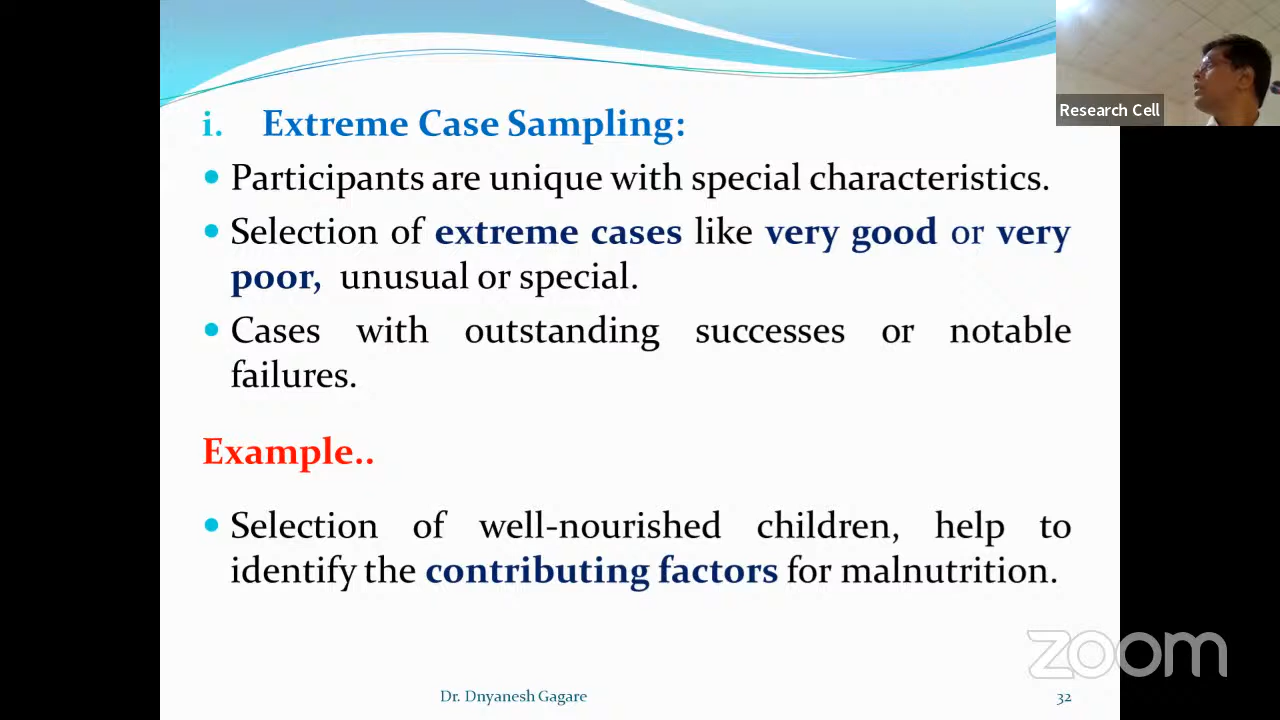 Research Cell
i. Extreme Case Sampling:
• Participants are unique with special characteristics.
• Selection of extreme cases like very good or very
poor, unusual or special.
• Cases with outstanding successes or notable
failures.
Example..
• Selection of well-nourished children, help to
identify the contributing factors for malnutrition.
zoom
Dr. Dnyanesh Gagare
32